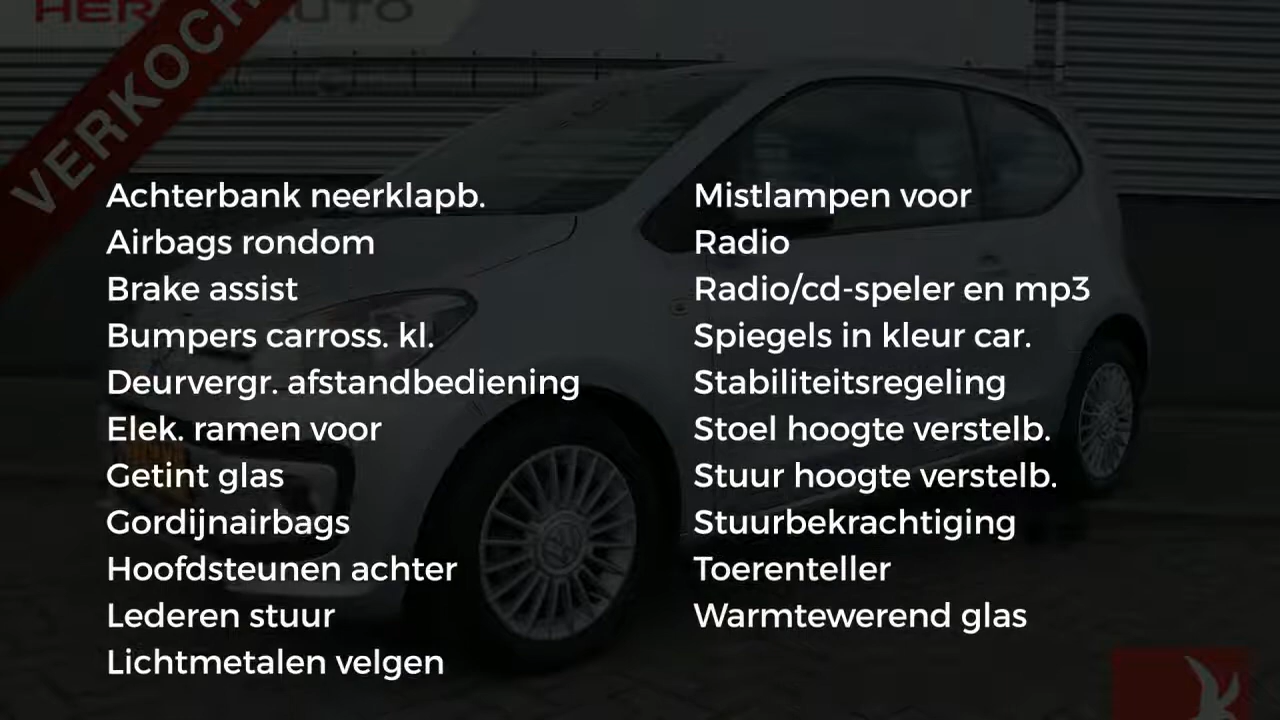 VERKOCH
Achterbank neerklapb.
Airbags rondom
Brake assist
Bumpers carross. kl.
Deurvergr. afstandbediening
Elek. ramen voor
Getint glas
Gordijnairbags
Hoofdsteunen achter
Lederen stuur
Lichtmetalen velgen
Mistlampen voor
Radio
Radio/cd-speler en mp3
Spiegels in kleur car.
Stabiliteitsregeling
Stoel hoogte verstelb.
Stuur hoogte verstelb.
Stuurbekrachtiging
Toerenteller
Warmtewerend glas